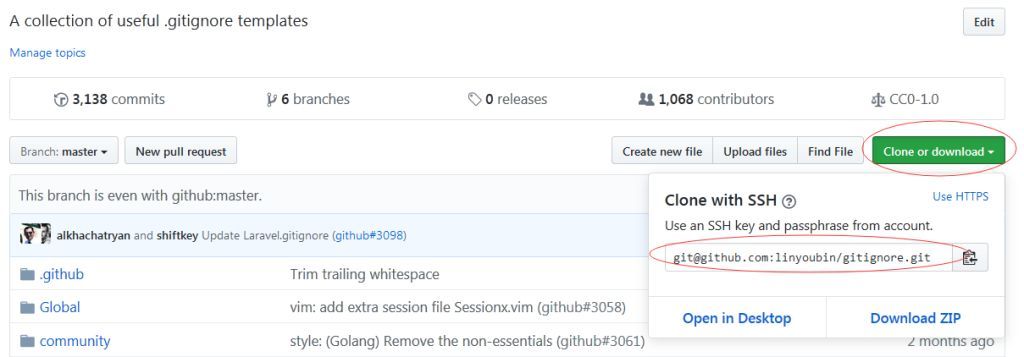 A collection of useful .gitignore templates
Edit
Manage topics
3,138 commits
6 branches
0 releases
1,068 contributors
CC0-1.0
Branch: master
New pull request
Create new file
Upload files
Find File
Clone or download
This branch is even with github:master.
alkhachatryan and shiftkey Update Laravel.gitignore (github#3098)
.github
Trim trailing whitespace
Global
vim: add extra session file Sessionx.vim (github#3058)
community
style: (Golang) Remove the non-essentials (github#3061)
2 months ago
Clone with SSH
Use HTTPS
Use an SSH key and passphrase from account.
git@github.com:linyoubin/gitignore.git
Open in Desktop
Download ZIP